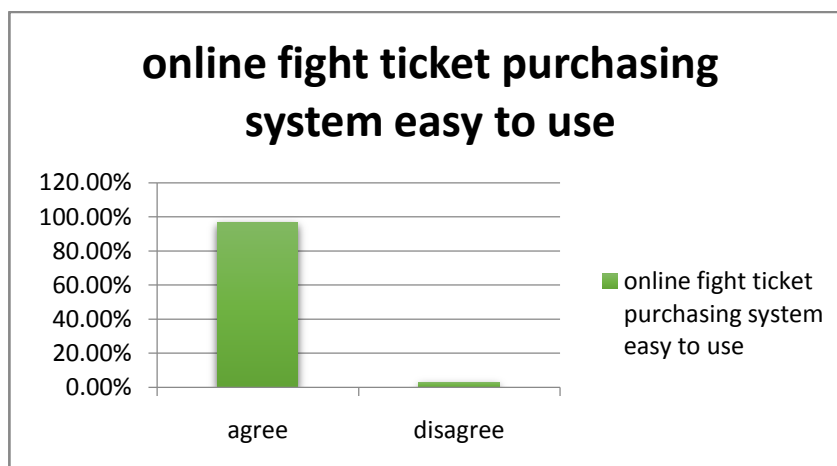 online fight ticket purchasing
system easy to use
120.00%
100.00%
80.00%
60.00%
40.00%
20.00%
0.00%
agree disagree
online fight ticket
purchasing system
easy to use